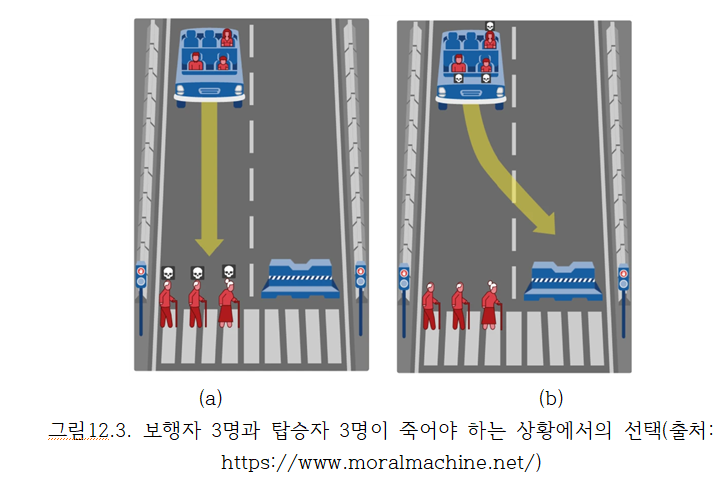 (a) (b)
그림12.3. 보행자 3명과 탑승자 3명이 죽어야 하는 상황에서의 선택(출처:
https://www.moralmachine.net/)